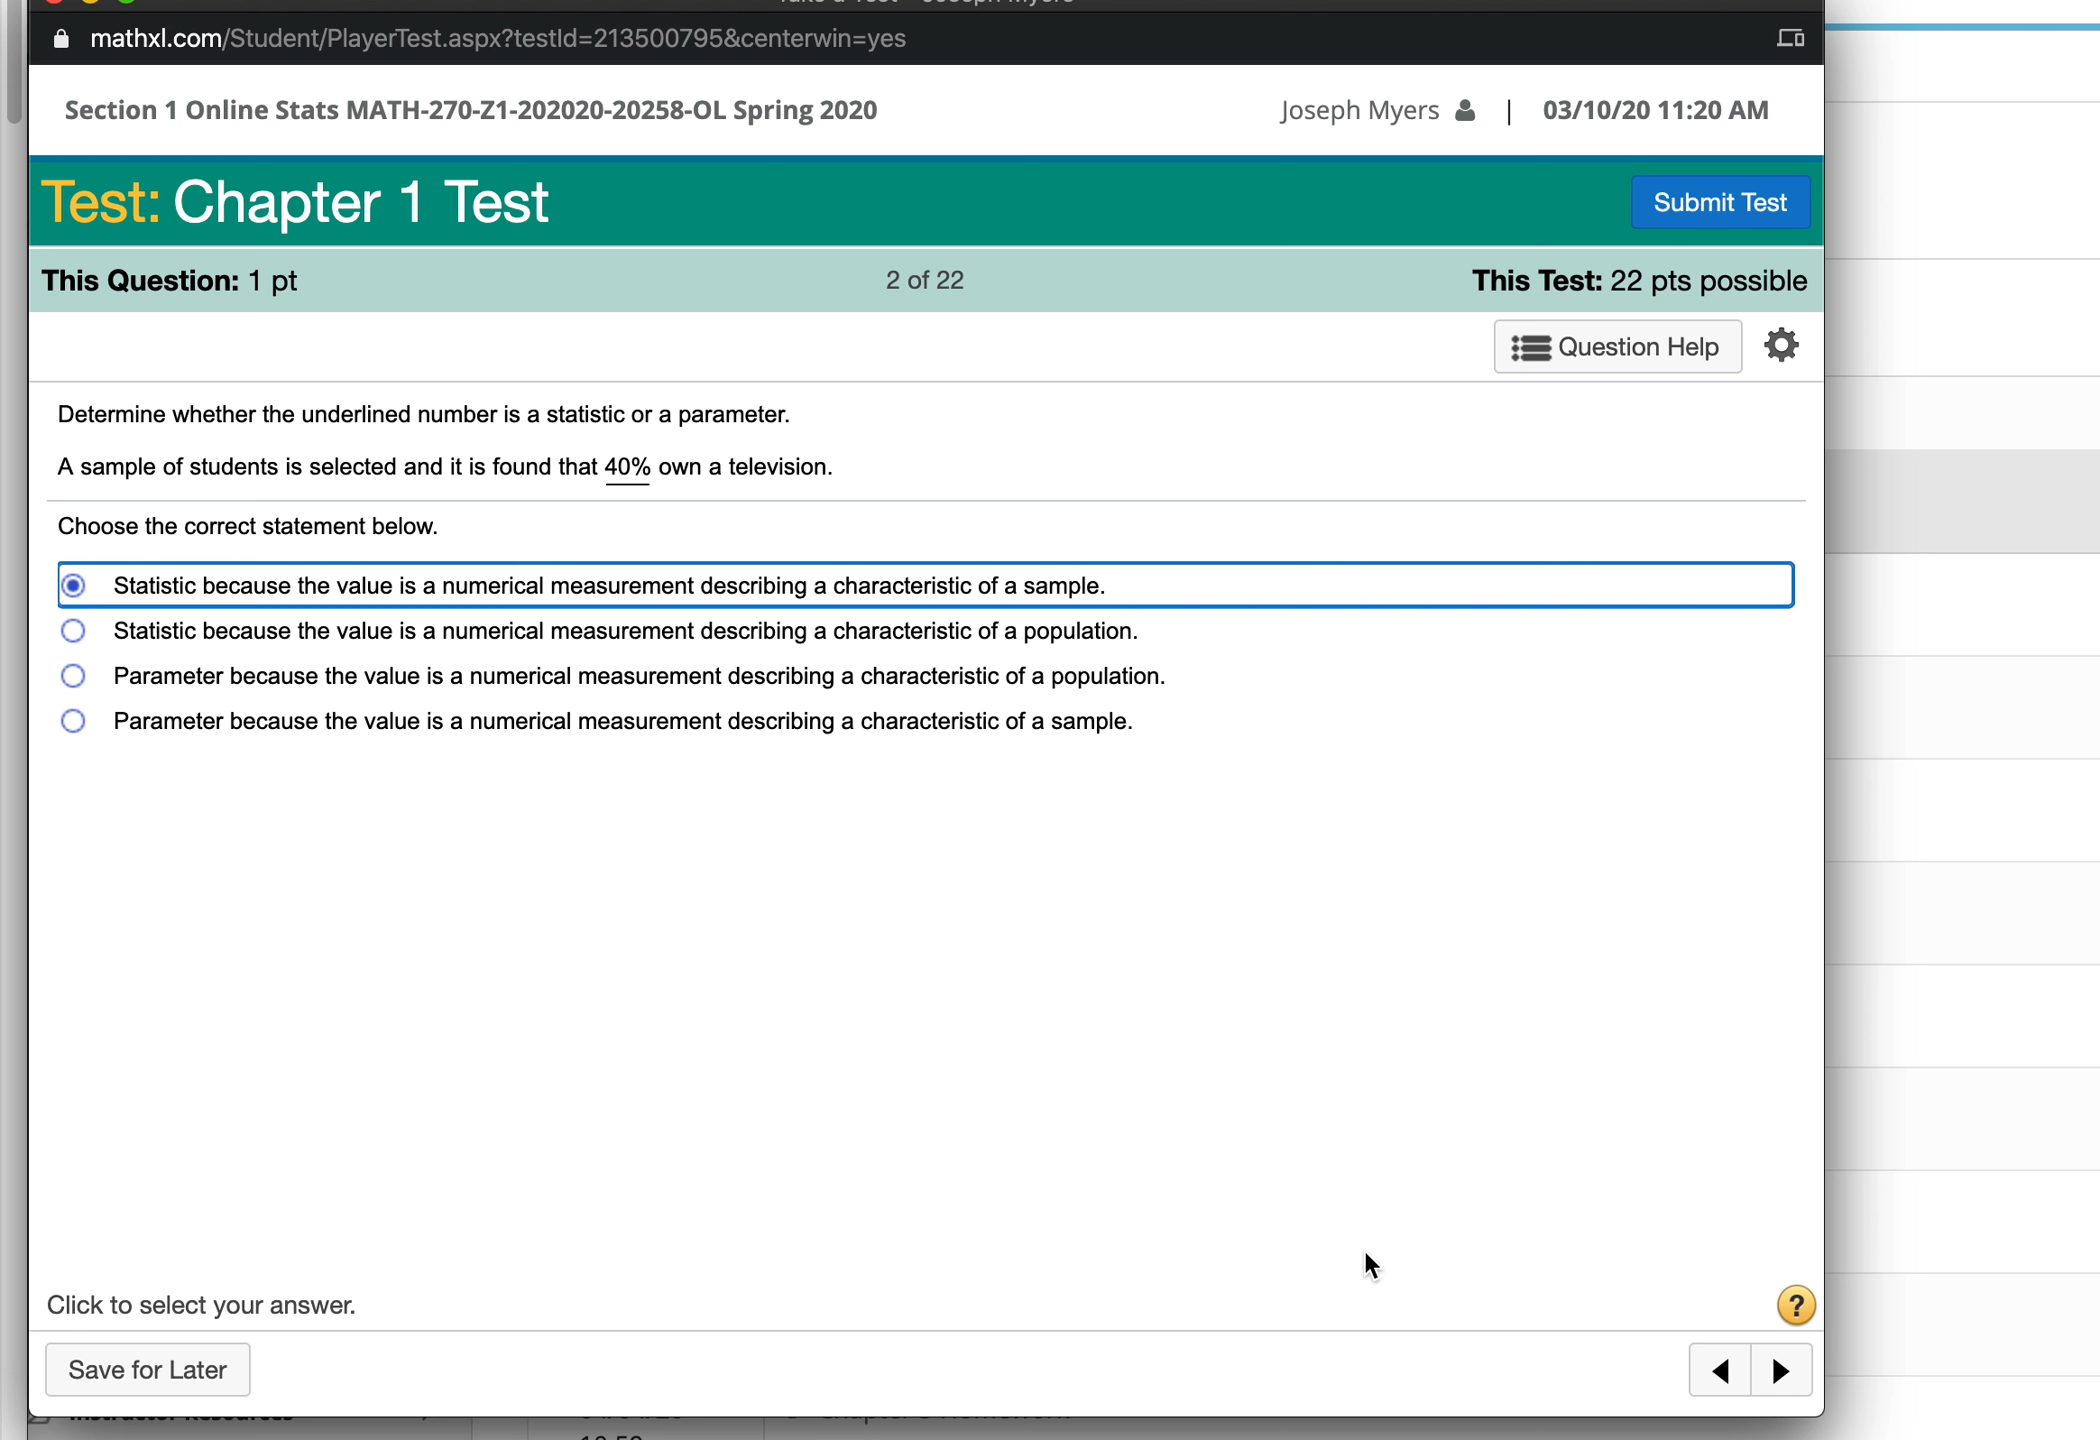 mathxl.com/Student/PlayerTest.aspx?testId=213500795&centerwin=yes
Section 1 Online Stats MATH-270-Z1-202020-20258-OL Spring 2020
Joseph Myers | 03/10/20 11:20 AM
Test: Chapter 1 Test
Submit Test
This Question: 1 pt
2 of 22
This Test: 22 pts possible
Question Help
Determine whether the underlined number is a statistic or a parameter.
A sample of students is selected and it is found that 40% own a television.
Choose the correct statement below.
Statistic because the value is a numerical measurement describing a characteristic of a sample.
Statistic because the value is a numerical measurement describing a characteristic of a population.
Parameter because the value is a numerical measurement describing a characteristic of a population.
Parameter because the value is a numerical measurement describing a characteristic of a sample.
Click to select your answer.
?
Save for Later